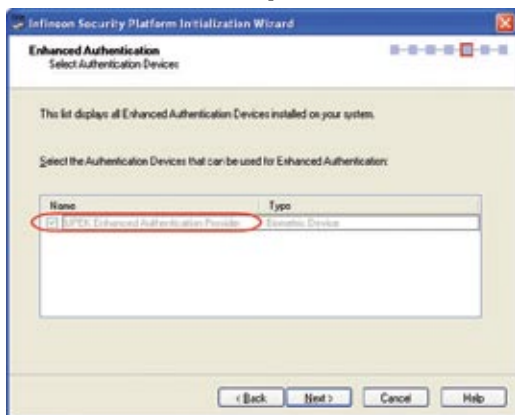 Infineon Security Platform Initialization Wizard
Enhanced Authentication
Select Authentication Devices
This list displays all Enhanced Authentication Devices installed on your system.
Select the Authentication Devices that can be used for Enhanced Authentication:
Name Type
UPEK Enhanced Authentication Provider Biometric Device
< Back Next > Cancel Help